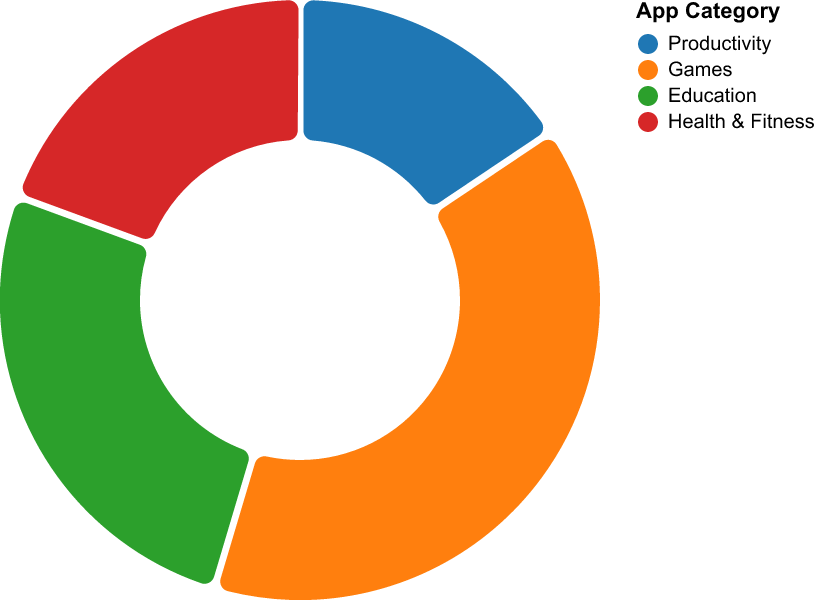 App Category
Productivity
Games
Education
Health & Fitness